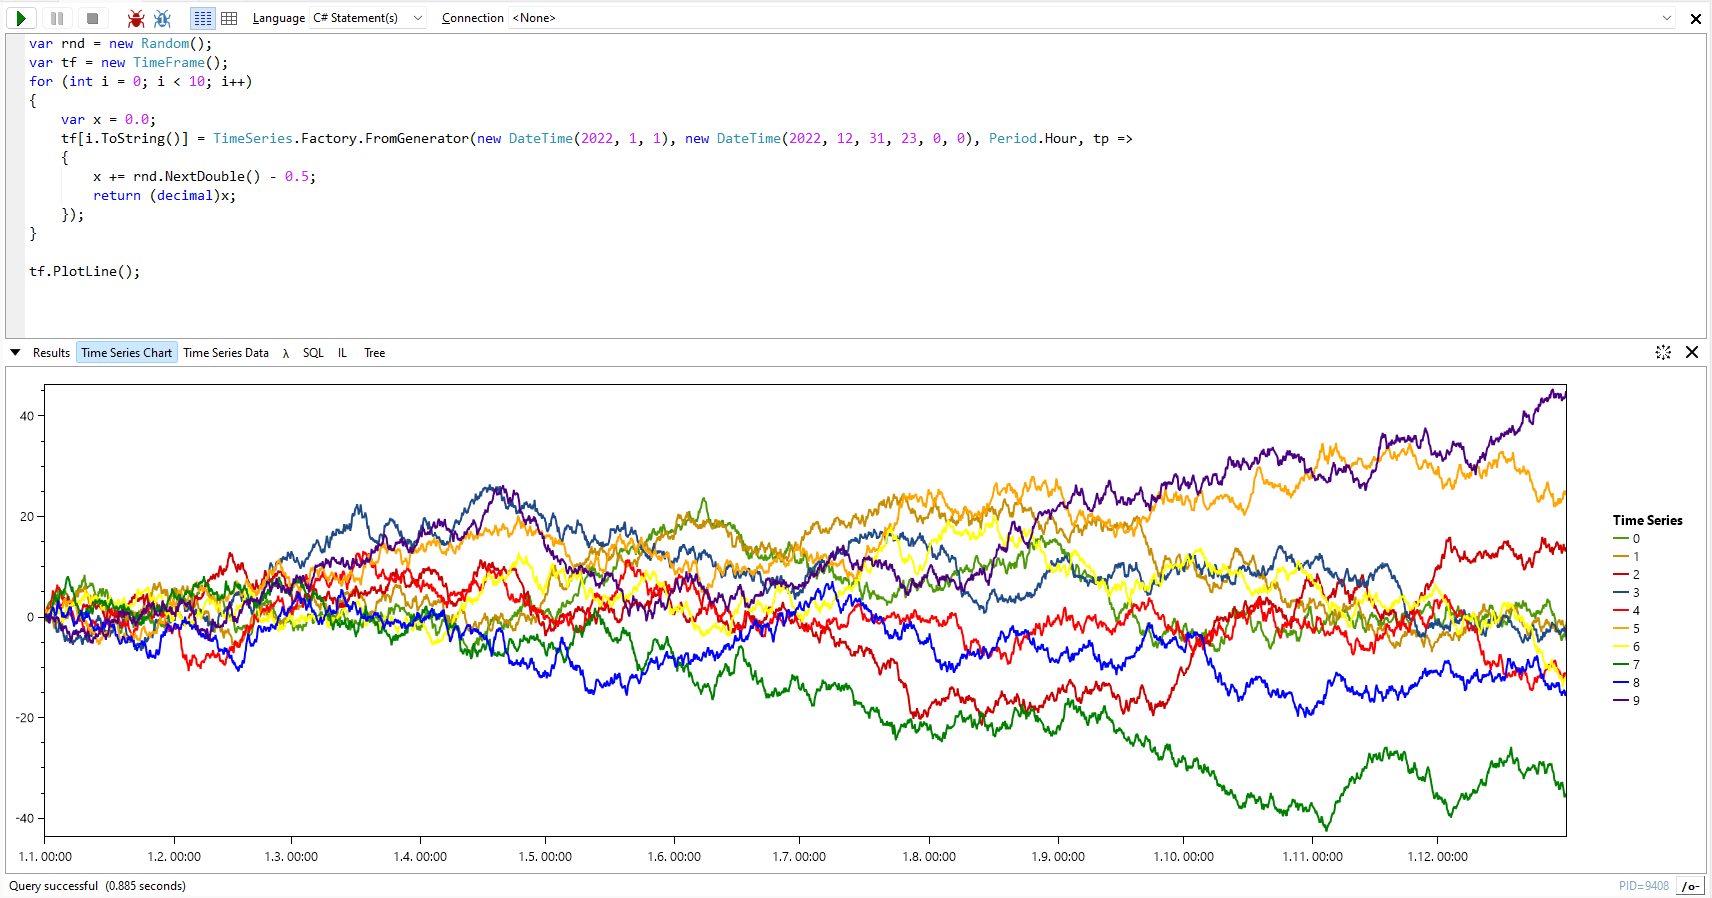 Language C# Statement(s) Connection <None>
var rnd = new Random();
var tf = new TimeFrame();
for (int i = 0; i < 10; i++)
{
    var x = 0.0;
    tf[i.ToString()] = TimeSeries.Factory.FromGenerator(new DateTime(2022, 1, 1), new DateTime(2022, 12, 31, 23, 0, 0), Period.Hour, tp =>
    {
        x += rnd.NextDouble() - 0.5;
        return (decimal)x;
    });
}
tf.PlotLine();
Results Time Series Chart Time Series Data λ SQL IL Tree
40
20
0
-20
-40
1.1. 00:00 1.2. 00:00 1.3. 00:00 1.4. 00:00 1.5. 00:00 1.6. 00:00 1.7. 00:00 1.8. 00:00 1.9. 00:00 1.10. 00:00 1.11. 00:00 1.12. 00:00
Time Series
0
1
2
3
4
5
6
7
8
9
Query successful (0.885 seconds) PID=9408 /o-